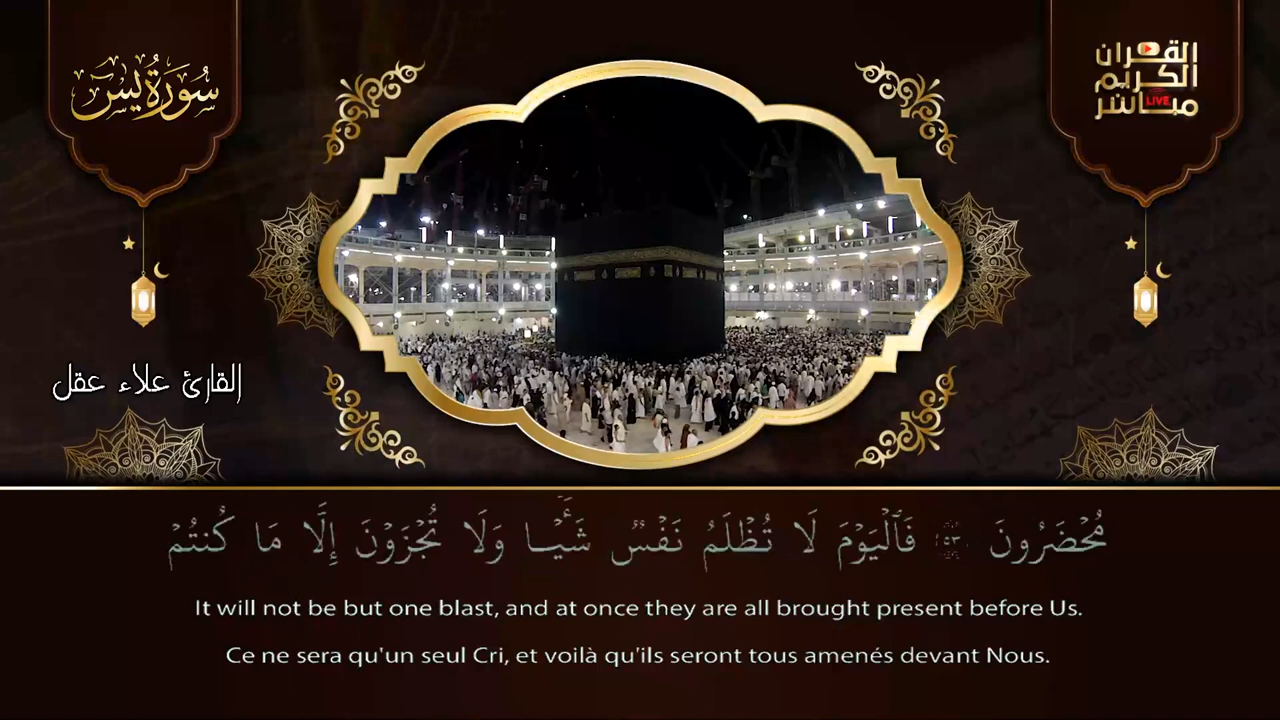 سُورَةُ يسٓ
القرآن
الكريم
مباشر
LIVE
القارئ علاء عقل
مُحۡضَرُونَ ٥٣ فَٱلۡيَوۡمَ لَا تُظۡلَمُ نَفۡسٞ شَيۡـٔٗا وَلَا تُجۡزَوۡنَ إِلَّا مَا كُنتُمۡ
It will not be but one blast, and at once they are all brought present before Us.
Ce ne sera qu'un seul Cri, et voilà qu'ils seront tous amenés devant Nous.